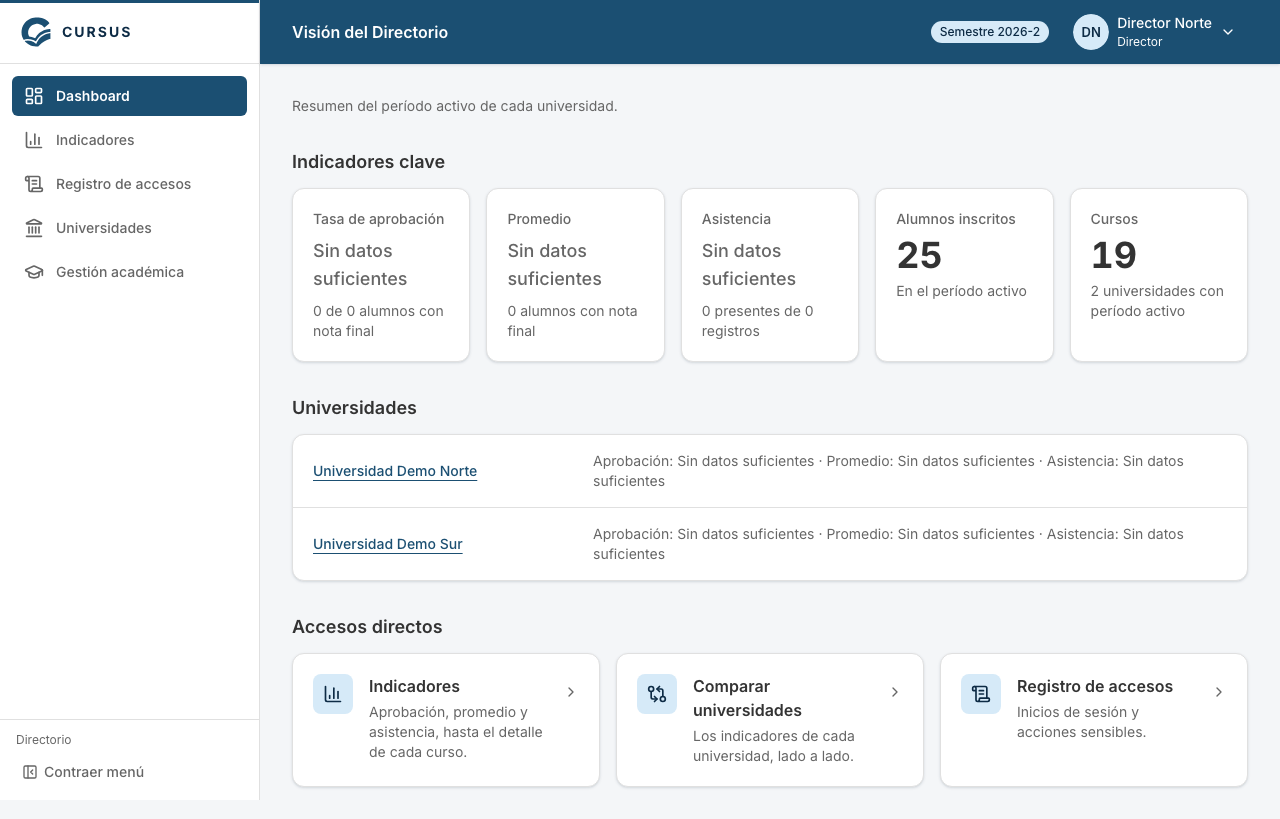 CURSUS
Visión del Directorio
Semestre 2026-2
DN
Director Norte
Director
Dashboard
Indicadores
Registro de accesos
Universidades
Gestión académica
Directorio
Contraer menú
Resumen del período activo de cada universidad.
Indicadores clave
Tasa de aprobación
Sin datos
suficientes
0 de 0 alumnos con
nota final
Promedio
Sin datos
suficientes
0 alumnos con nota
final
Asistencia
Sin datos
suficientes
0 presentes de 0
registros
Alumnos inscritos
25
En el período activo
Cursos
19
2 universidades con
período activo
Universidades
Universidad Demo Norte
Aprobación: Sin datos suficientes · Promedio: Sin datos suficientes · Asistencia: Sin datos
suficientes
Universidad Demo Sur
Aprobación: Sin datos suficientes · Promedio: Sin datos suficientes · Asistencia: Sin datos
suficientes
Accesos directos
Indicadores
Aprobación, promedio y
asistencia, hasta el detalle
de cada curso.
Comparar
universidades
Los indicadores de cada
universidad, lado a lado.
Registro de accesos
Inicios de sesión y
acciones sensibles.